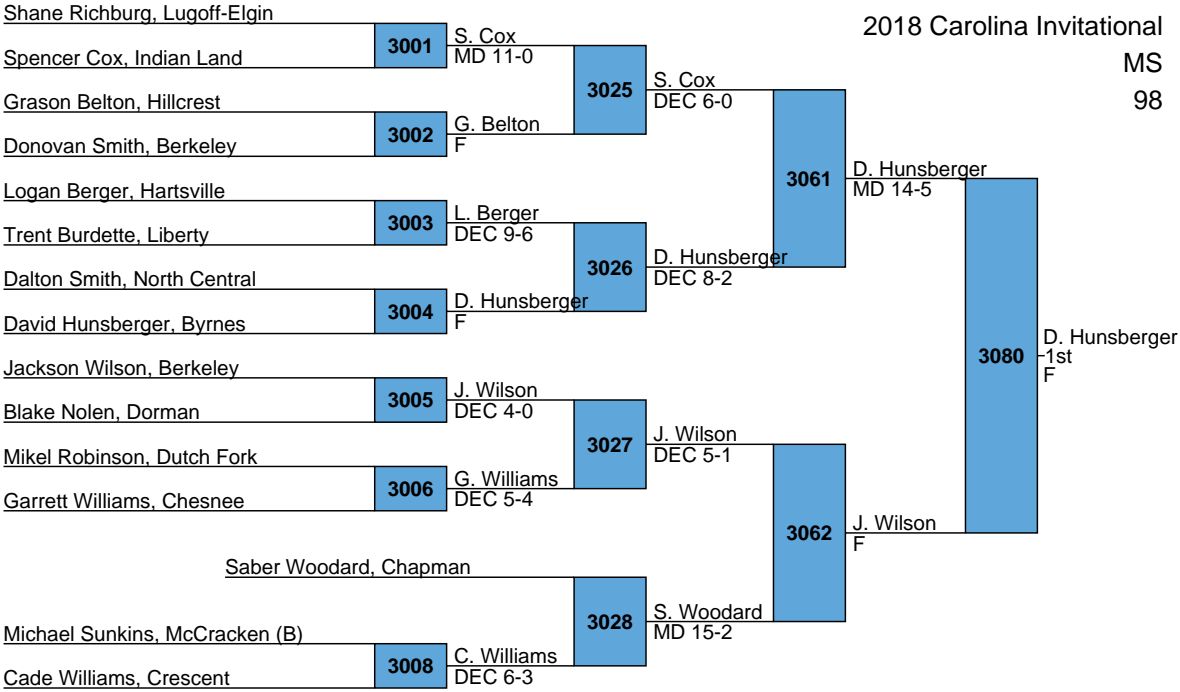 2018 Carolina Invitational
MS
98
Shane Richburg, Lugoff-Elgin
3001
S. Cox
MD 11-0
Spencer Cox, Indian Land
3025
S. Cox
DEC 6-0
Grason Belton, Hillcrest
3002
G. Belton
F
Donovan Smith, Berkeley
3061
D. Hunsberger
MD 14-5
Logan Berger, Hartsville
3003
L. Berger
DEC 9-6
Trent Burdette, Liberty
3026
D. Hunsberger
DEC 8-2
Dalton Smith, North Central
3004
D. Hunsberger
F
David Hunsberger, Byrnes
3080
D. Hunsberger
1st
F
Jackson Wilson, Berkeley
3005
J. Wilson
DEC 4-0
Blake Nolen, Dorman
3027
J. Wilson
DEC 5-1
Mikel Robinson, Dutch Fork
3006
G. Williams
DEC 5-4
Garrett Williams, Chesnee
3062
J. Wilson
F
Saber Woodard, Chapman
3028
S. Woodard
MD 15-2
Michael Sunkins, McCracken (B)
3008
C. Williams
DEC 6-3
Cade Williams, Crescent